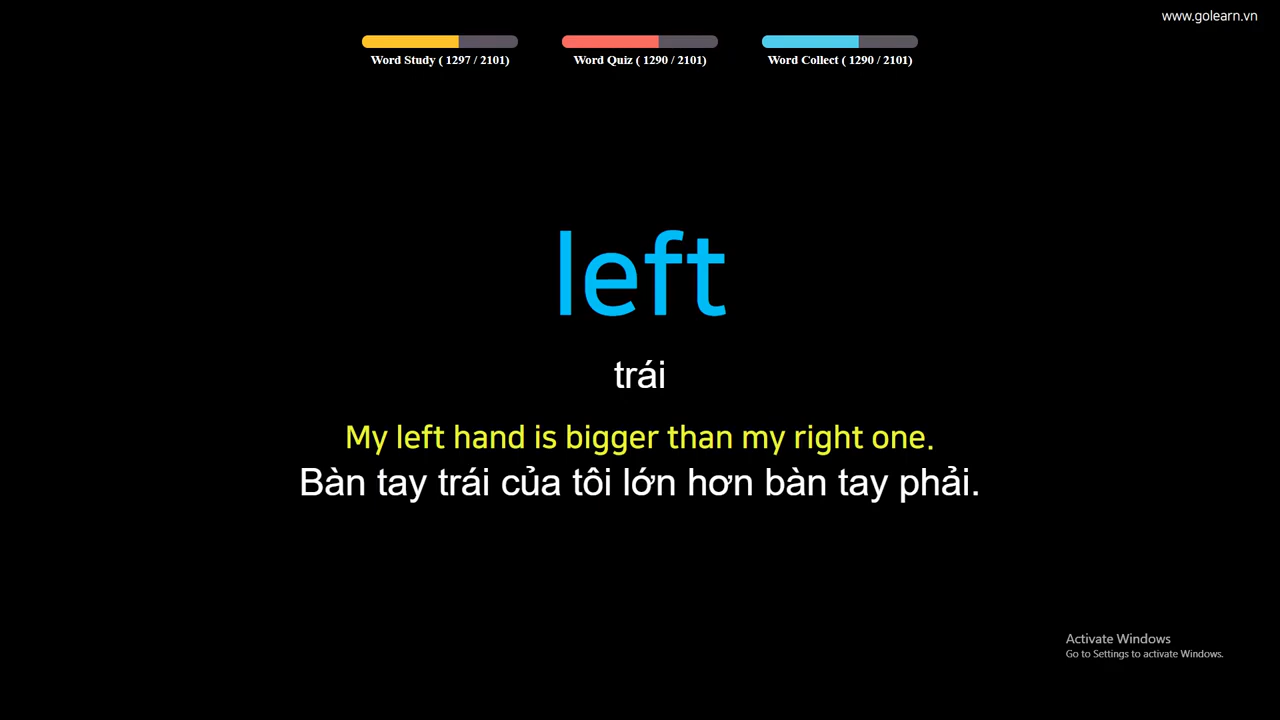 www.golearn.vn
Word Study ( 1297 / 2101) Word Quiz ( 1290 / 2101) Word Collect ( 1290 / 2101)
left
trái
My left hand is bigger than my right one.
Bàn tay trái của tôi lớn hơn bàn tay phải.
Activate Windows
Go to Settings to activate Windows.